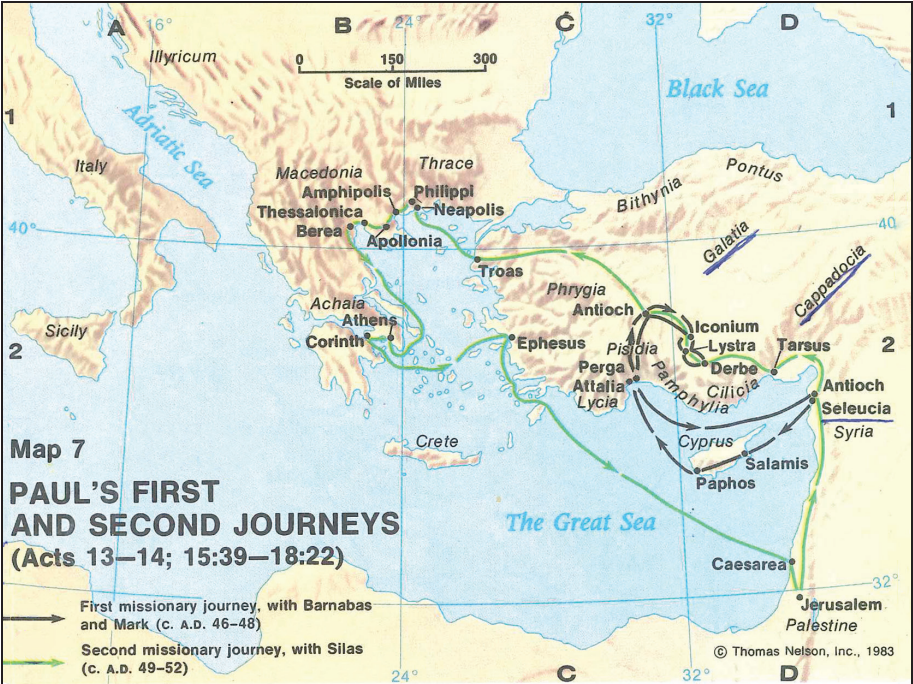 A
16°
B
24°
C
32°
D
Illyricum
0 150 300
Scale of Miles
Black Sea
1
1
Adriatic Sea
Italy
Macedonia
Thrace
Pontus
Bithynia
Amphipolis
Philippi
Thessalonica
Neapolis
Berea
Apollonia
40°
40
Galatia
Troas
Cappadocia
Phrygia
Achaia
Antioch
Athens
Iconium
Sicily
Corinth
Ephesus
Pisidia
Lystra
Tarsus
2
2
Perga
Derbe
Attalia
Pamphylia
Cilicia
Antioch
Lycia
Seleucia
Syria
Crete
Cyprus
Salamis
Paphos
Map 7
PAUL'S FIRST
AND SECOND JOURNEYS
(Acts 13–14; 15:39–18:22)
The Great Sea
Caesarea
32°
First missionary journey, with Barnabas
and Mark (C. A.D. 46–48)
Jerusalem
Palestine
Second missionary journey, with Silas
(C. A.D. 49–52)
© Thomas Nelson, Inc., 1983
24°
C
32°
D